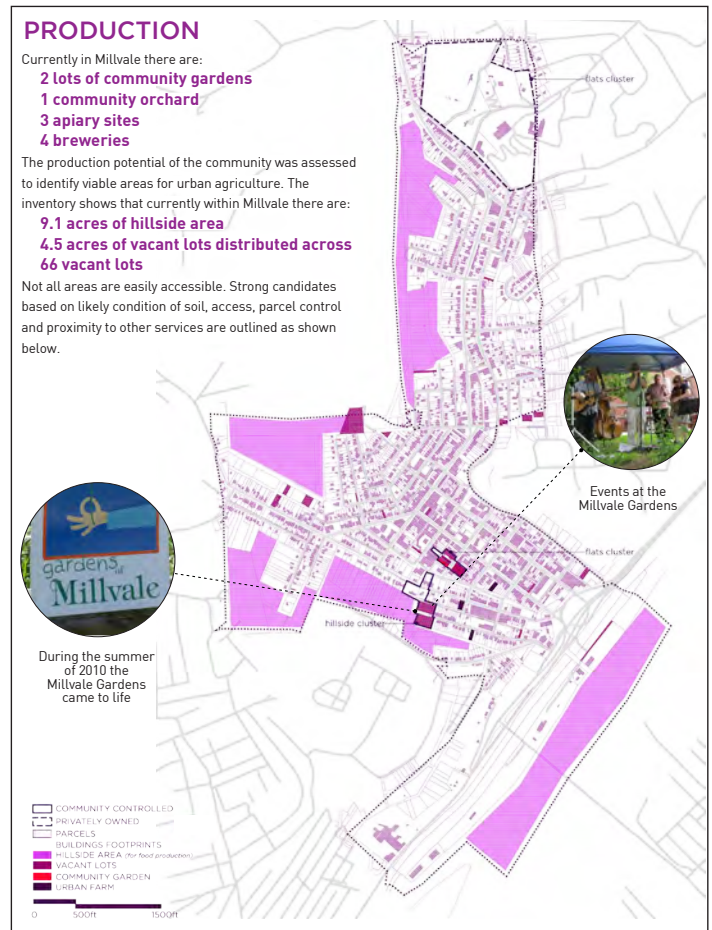 PRODUCTION
Currently in Millvale there are:
2 lots of community gardens
1 community orchard
3 apiary sites
4 breweries
The production potential of the community was assessed
to identify viable areas for urban agriculture. The
inventory shows that currently within Millvale there are:
9.1 acres of hillside area
4.5 acres of vacant lots distributed across
66 vacant lots
Not all areas are easily accessible. Strong candidates
based on likely condition of soil, access, parcel control
and proximity to other services are outlined as shown
below.
flats cluster
Events at the
Millvale Gardens
flats cluster
gardens of
Millvale
hillside cluster
During the summer
of 2010 the
Millvale Gardens
came to life
COMMUNITY CONTROLLED
PRIVATELY OWNED
PARCELS
BUILDINGS FOOTPRINTS
HILLSIDE AREA (for food production)
VACANT LOTS
COMMUNITY GARDEN
URBAN FARM
0 500ft 1500ft